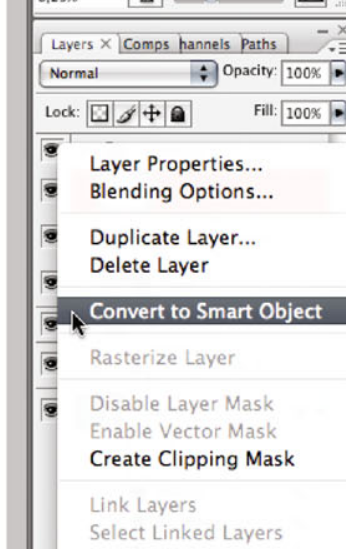 Layers × Comps hannels Paths
Normal Opacity: 100%
Lock: Fill: 100%
Layer Properties...
Blending Options...
Duplicate Layer...
Delete Layer
Convert to Smart Object
Rasterize Layer
Disable Layer Mask
Enable Vector Mask
Create Clipping Mask
Link Layers
Select Linked Layers